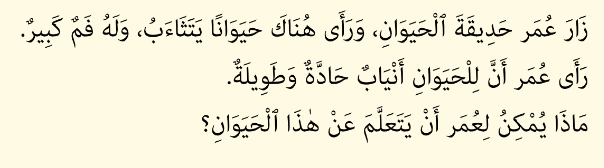 زَارَ عُمَر حَدِيقَةَ ٱلْحَيَوَانِ، وَرَأَى هُنَاكَ حَيَوَانًا يَتَثَاءَبُ، وَلَهُ فَمٌ كَبِيرٌ.
رَأَى عُمَر أَنَّ لِلْحَيَوَانِ أَنْيَابٌ حَادَّةٌ وَطَوِيلَةٌ.
مَاذَا يُمْكِنُ لِعُمَر أَنْ يَتَعَلَّمَ عَنْ هٰذَا ٱلْحَيَوَانِ؟